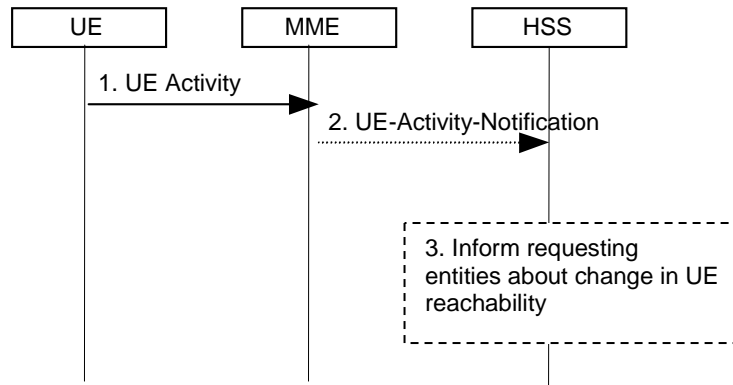 UE MME HSS
1. UE Activity
2. UE-Activity-Notification
3. Inform requesting
entities about change in UE
reachability